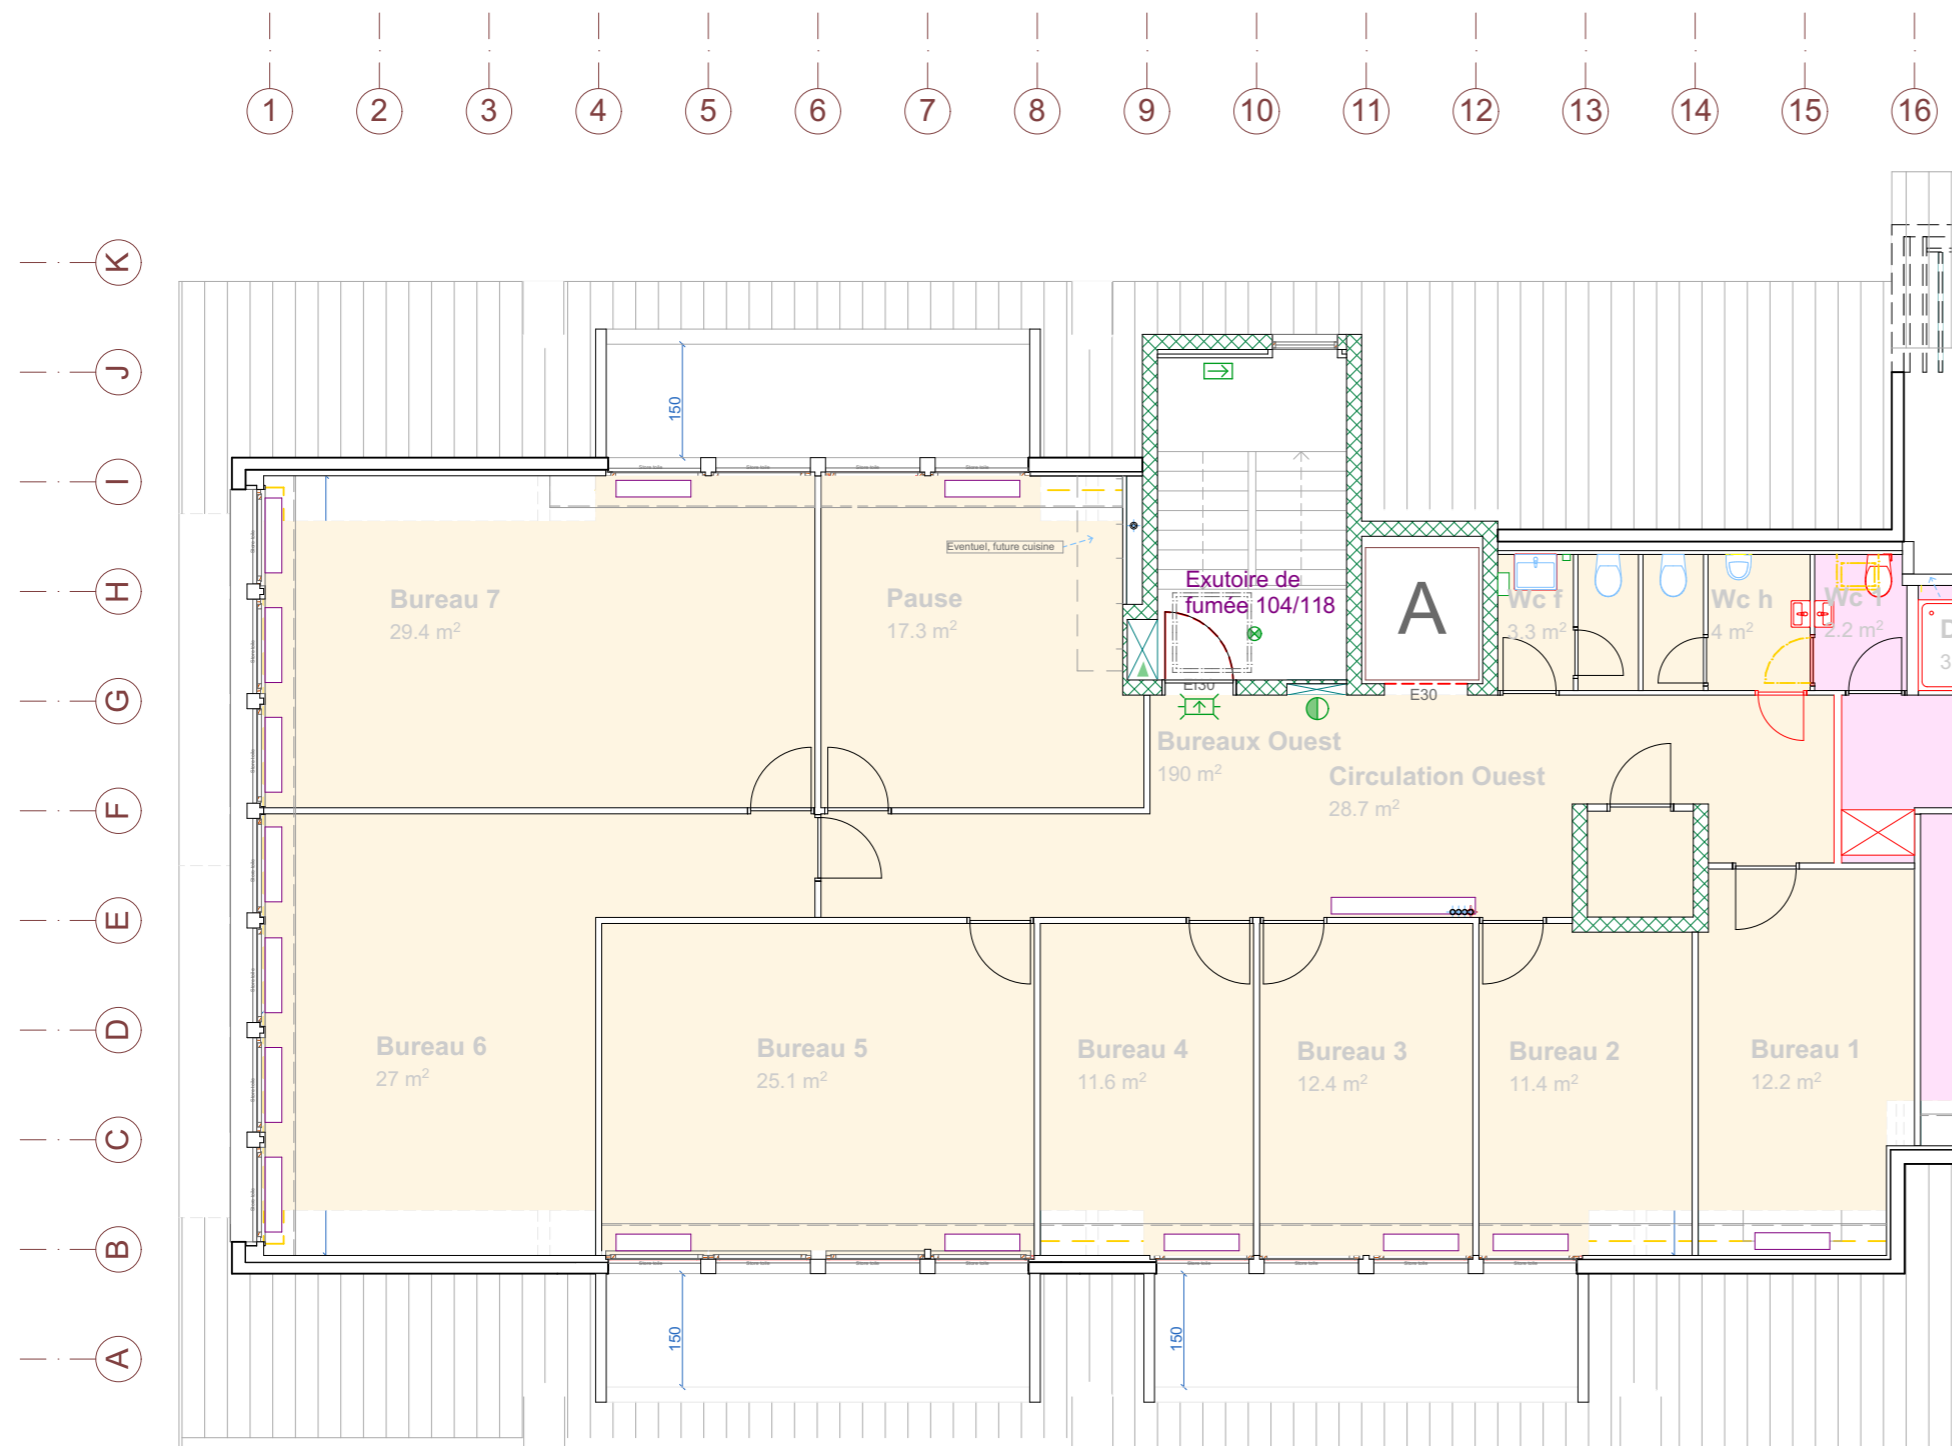 1 2 3 4 5 6 7 8 9 10 11 12 13 14 15 16
K
J
I
H
G
F
E
D
C
B
A
150
Eventuel, future cuisine
Bureau 7
29.4 m²
Pause
17.3 m²
Exutoire de
fumée 104/118
A
EI30
E30
Wc f
3.3 m²
Wc h
4 m²
2.2 m²
Bureaux Ouest
190 m²
Circulation Ouest
28.7 m²
Bureau 6
27 m²
Bureau 5
25.1 m²
Bureau 4
11.6 m²
Bureau 3
12.4 m²
Bureau 2
11.4 m²
Bureau 1
12.2 m²
150
150